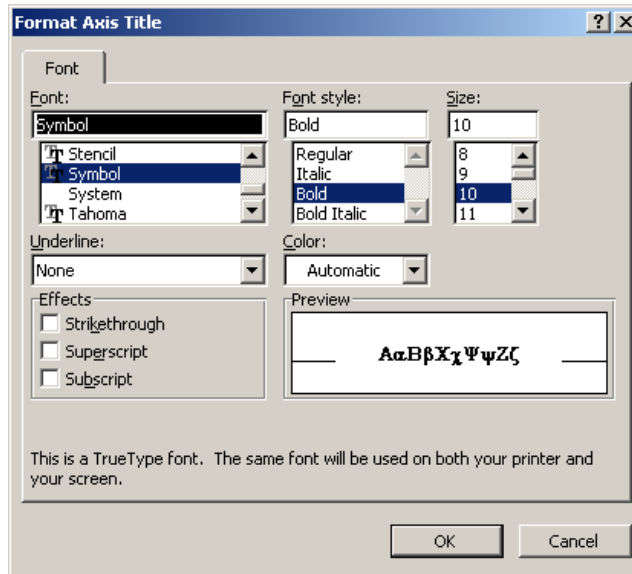 Format Axis Title
Font
Font:
Font style:
Size:
Symbol
Bold
10
Stencil
Symbol
System
Tahoma
Regular
Italic
Bold
Bold Italic
8
9
10
11
Underline:
Color:
None
Automatic
Effects
Strikethrough
Superscript
Subscript
Preview
ΑαΒβΧχΨψΖζ
This is a TrueType font. The same font will be used on both your printer and
your screen.
OK
Cancel